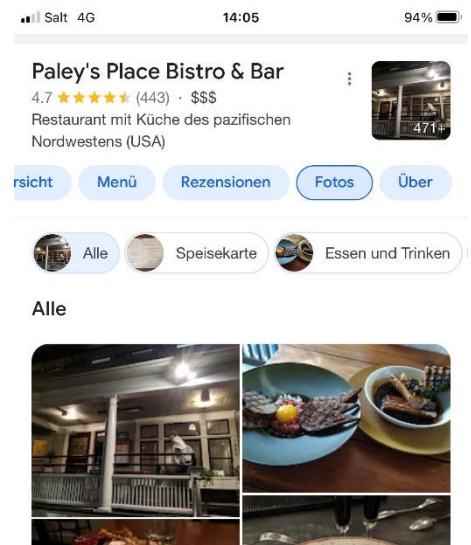 Salt 4G 14:05 94%
Paley's Place Bistro & Bar
4.7 (443) · $$$
Restaurant mit Küche des pazifischen
Nordwestens (USA)
471+
rsicht Menü Rezensionen Fotos Über
Alle Speisekarte Essen und Trinken
Alle